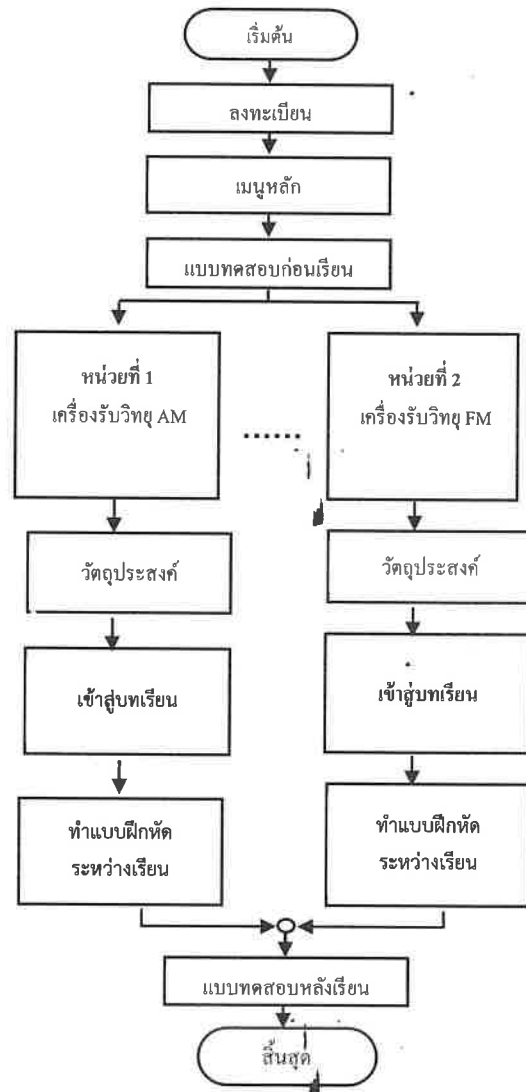 เริ่มต้น
ลงทะเบียน
เมนูหลัก
แบบทดสอบก่อนเรียน
หน่วยที่ 1
เครื่องรับวิทยุ AM
.......
หน่วยที่ 2
เครื่องรับวิทยุ FM
วัตถุประสงค์
วัตถุประสงค์
เข้าสู่บทเรียน
เข้าสู่บทเรียน
ทำแบบฝึกหัด
ระหว่างเรียน
ทำแบบฝึกหัด
ระหว่างเรียน
แบบทดสอบหลังเรียน
สิ้นสุด